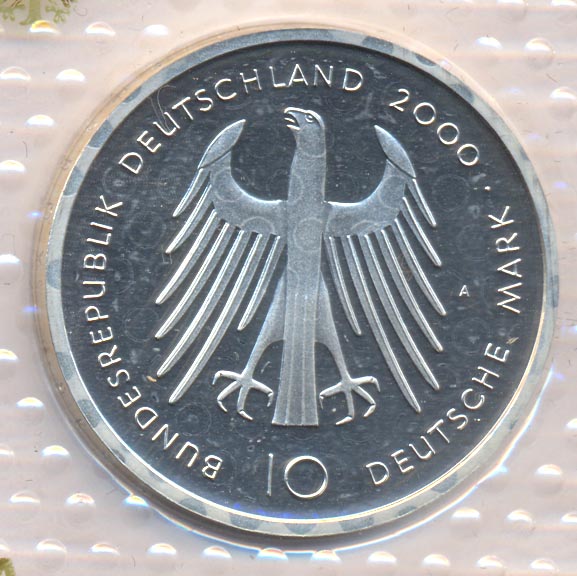 BUNDESREPUBLIK DEUTSCHLAND 2000
10 DEUTSCHE MARK
A